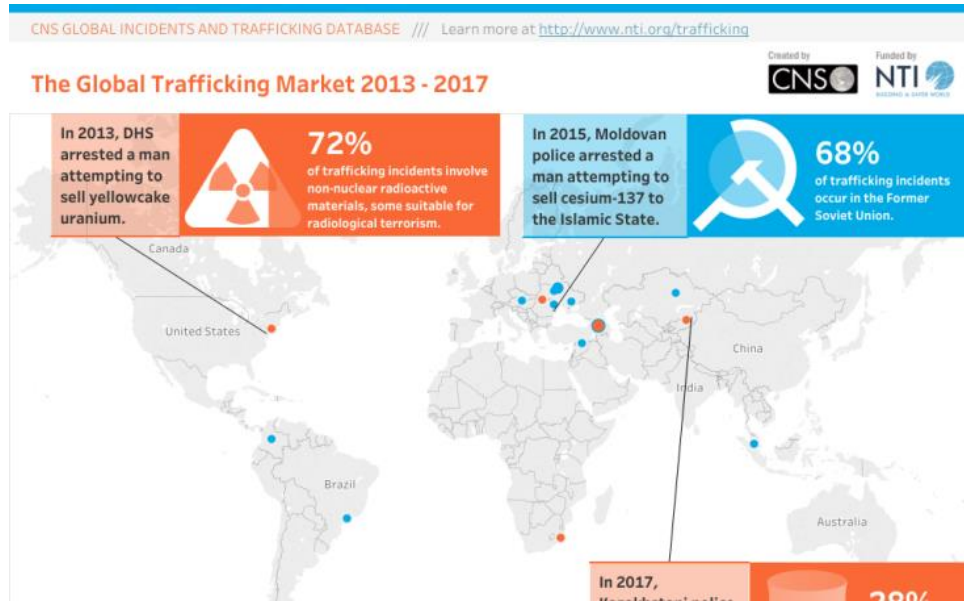 CNS GLOBAL INCIDENTS AND TRAFFICKING DATABASE /// Learn more at http://www.nti.org/trafficking
The Global Trafficking Market 2013 - 2017
Created by
CNS
Funded by
NTI
BUILDING A SAFER WORLD
In 2013, DHS
arrested a man
attempting to
sell yellowcake
uranium.
72%
of trafficking incidents involve
non-nuclear radioactive
materials, some suitable for
radiological terrorism.
In 2015, Moldovan
police arrested a
man attempting to
sell cesium-137 to
the Islamic State.
68%
of trafficking incidents
occur in the Former
Soviet Union.
Canada
United States
China
India
Brazil
Australia
In 2017,